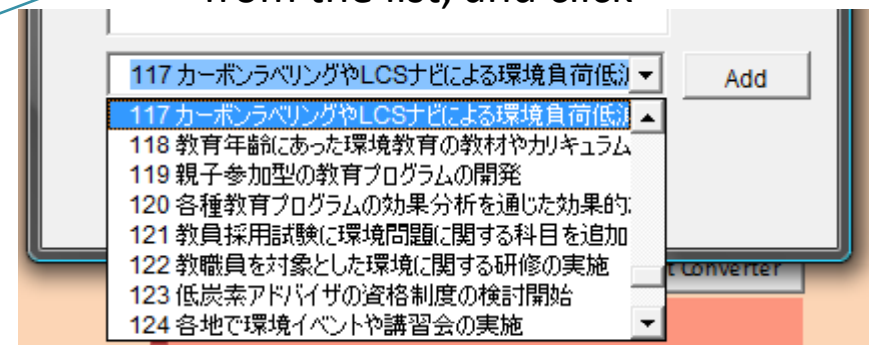 from the list, and click
117 カーボンラベリングやLCSナビによる環境負荷低
Add
117 カーボンラベリングやLCSナビによる環境負荷低
118 教育年齢にあった環境教育の教材やカリキュラム
119 親子参加型の教育プログラムの開発
120 各種教育プログラムの効果分析を通じた効果的
121 教員採用試験に環境問題に関する科目を追加
122 教職員を対象とした環境に関する研修の実施
t Converter
123 低炭素アドバイザの資格制度の検討開始
124 各地で環境イベントや講習会の実施